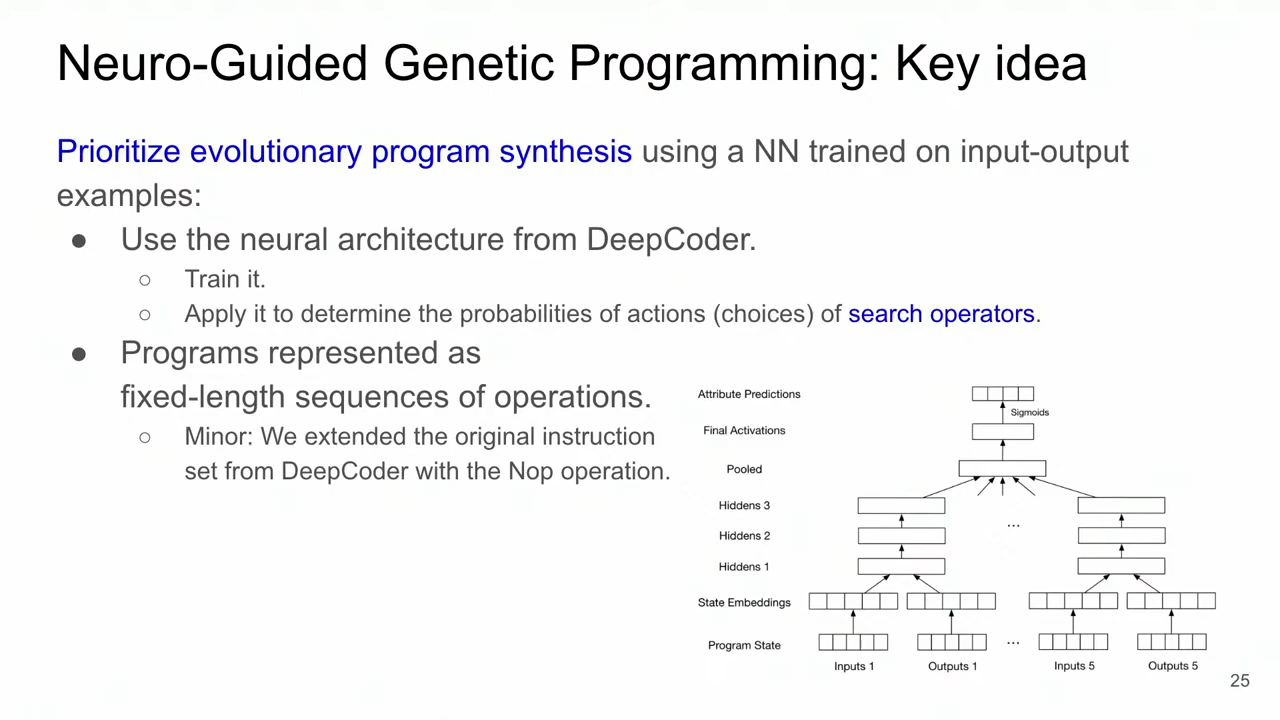 Neuro-Guided Genetic Programming: Key idea
Prioritize evolutionary program synthesis using a NN trained on input-output
examples:
● Use the neural architecture from DeepCoder.
○ Train it.
○ Apply it to determine the probabilities of actions (choices) of search operators.
● Programs represented as
fixed-length sequences of operations.
○ Minor: We extended the original instruction
set from DeepCoder with the Nop operation.
Attribute Predictions
Sigmoids
Final Activations
Pooled
Hiddens 3
...
Hiddens 2
Hiddens 1
State Embeddings
Program State
...
Inputs 1 Outputs 1 Inputs 5 Outputs 5
25